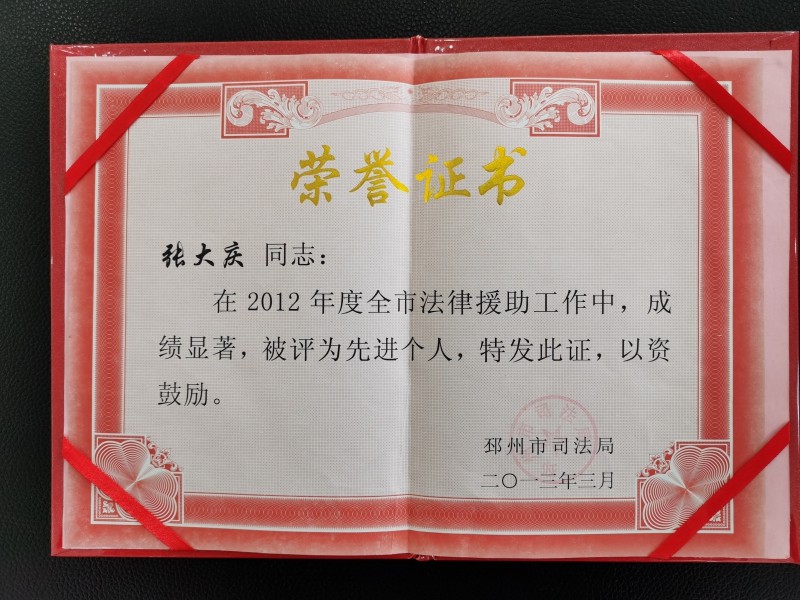 荣誉证书
张大庆 同志：
在 2012 年度全市法律援助工作中，成
绩显著，被评为先进个人，特发此证，以资
鼓励。
邳州市司法局
二〇一三年三月